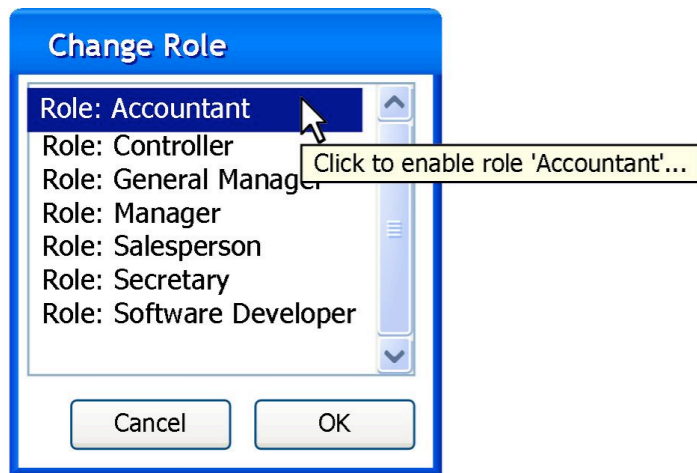 Change Role
Role: Accountant
Role: Controller
Click to enable role 'Accountant'...
Role: General Manager
Role: Manager
Role: Salesperson
Role: Secretary
Role: Software Developer
Cancel
OK